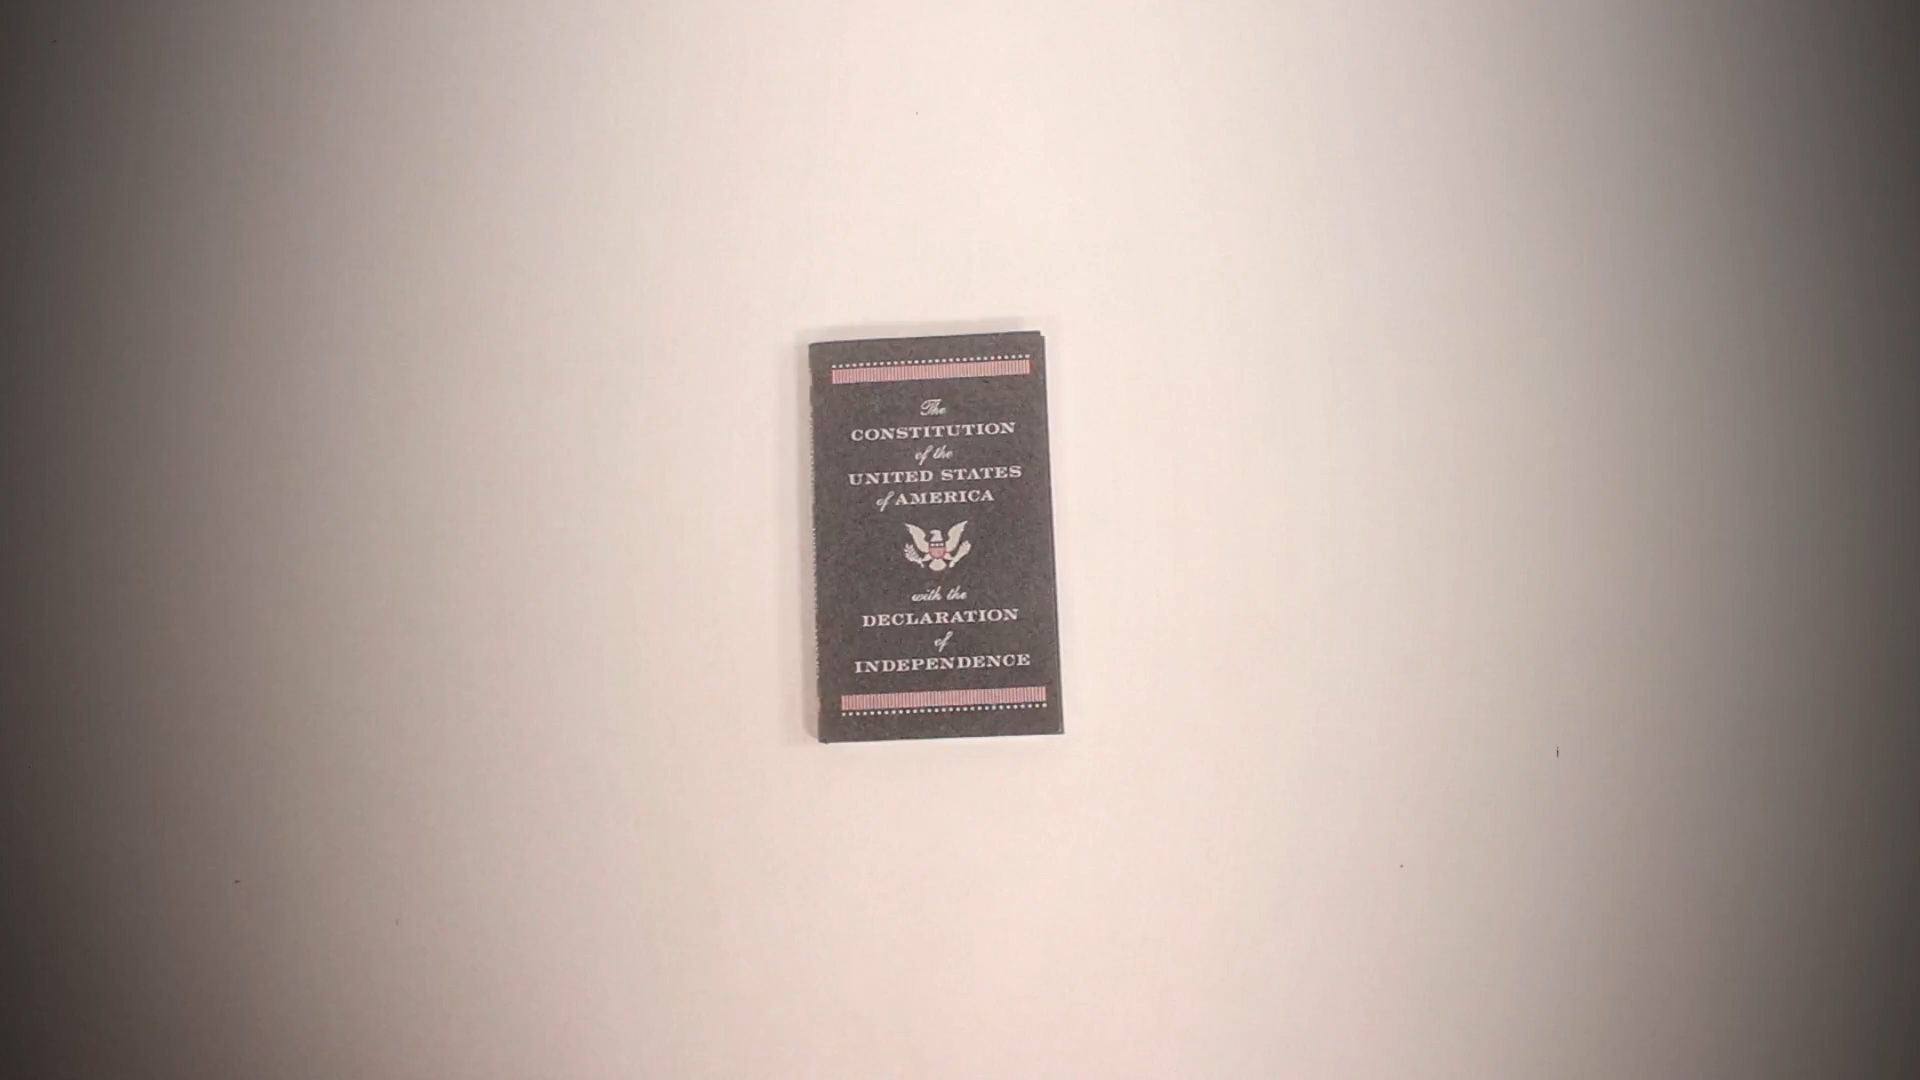 The
CONSTITUTION
of the
UNITED STATES
of AMERICA
with the
DECLARATION
of
INDEPENDENCE